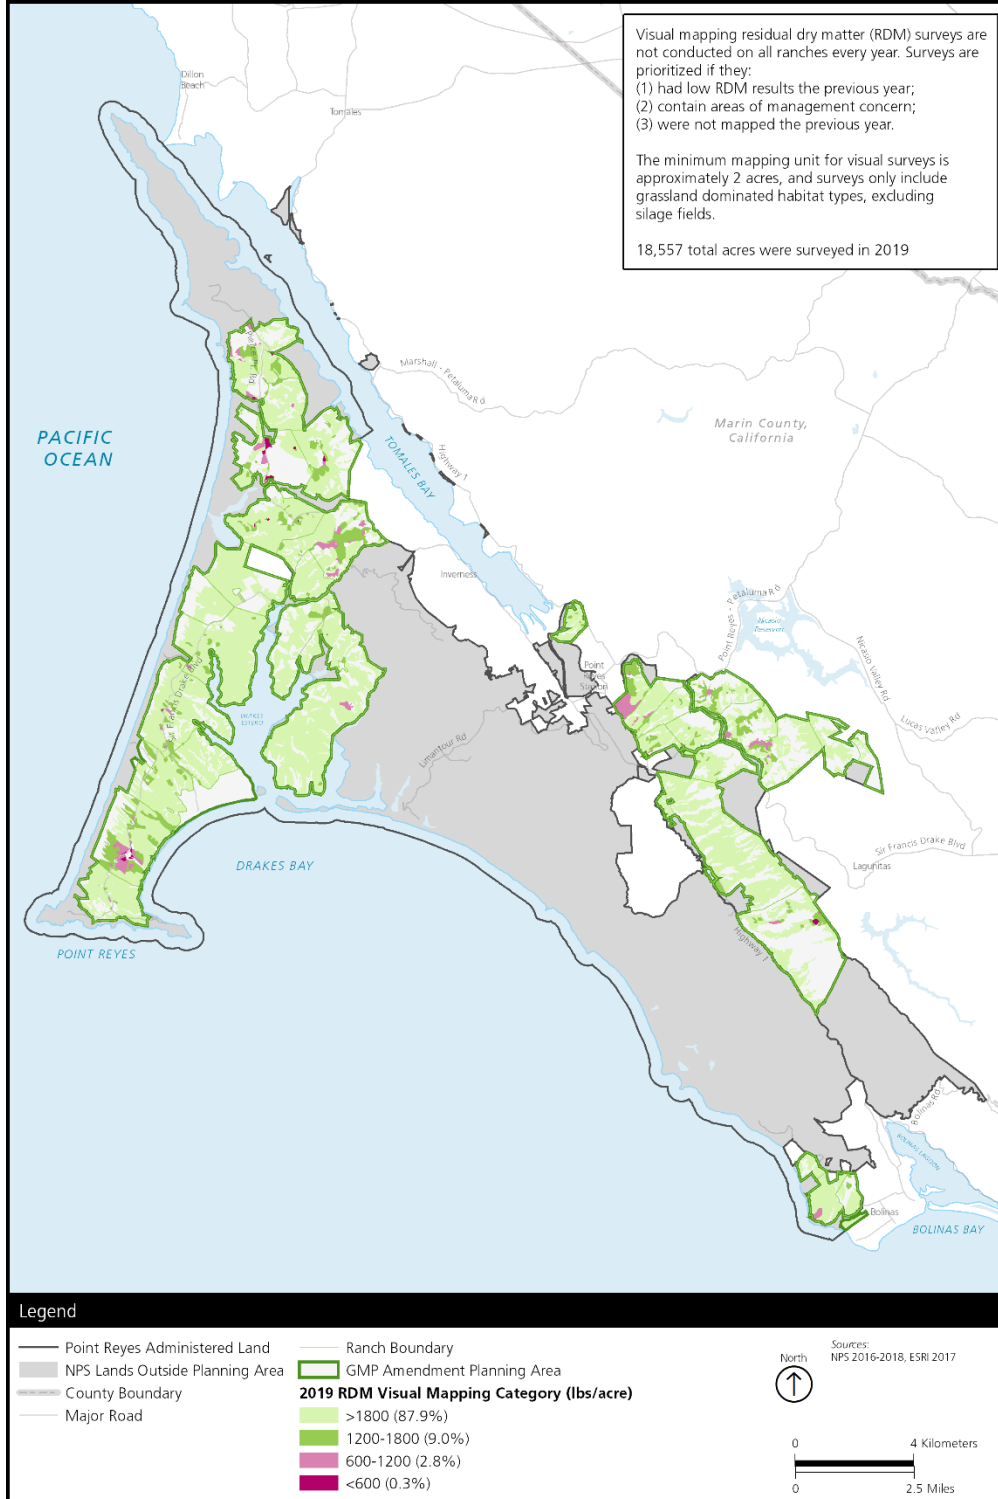 Visual mapping residual dry matter (RDM) surveys are
not conducted on all ranches every year. Surveys are
prioritized if they:
(1) had low RDM results the previous year;
(2) contain areas of management concern;
(3) were not mapped the previous year.
The minimum mapping unit for visual surveys is
approximately 2 acres, and surveys only include
grassland dominated habitat types, excluding
silage fields.
18,557 total acres were surveyed in 2019
Dillon
Beach
Tomales
Marshall - Petaluma Rd
PACIFIC
OCEAN
Marin County,
California
TOMALES BAY
Highway 1
Inverness
Point Reyes - Petaluma Rd
Nicasio
Reservoir
Nicasio Valley Rd
Point
Reyes
Station
Lucas Valley Rd
Sir Francis Drake Blvd
DRAKES
ESTERO
Limantour Rd
Sir Francis Drake Blvd
Lagunitas
DRAKES BAY
Highway 1
POINT REYES
Bolinas Rd
BOLINAS LAGOON
Bolinas
BOLINAS BAY
Legend
Point Reyes Administered Land
NPS Lands Outside Planning Area
County Boundary
Major Road
Ranch Boundary
GMP Amendment Planning Area
2019 RDM Visual Mapping Category (lbs/acre)
>1800 (87.9%)
1200-1800 (9.0%)
600-1200 (2.8%)
<600 (0.3%)
North
Sources:
NPS 2016-2018, ESRI 2017
0 4 Kilometers
0 2.5 Miles